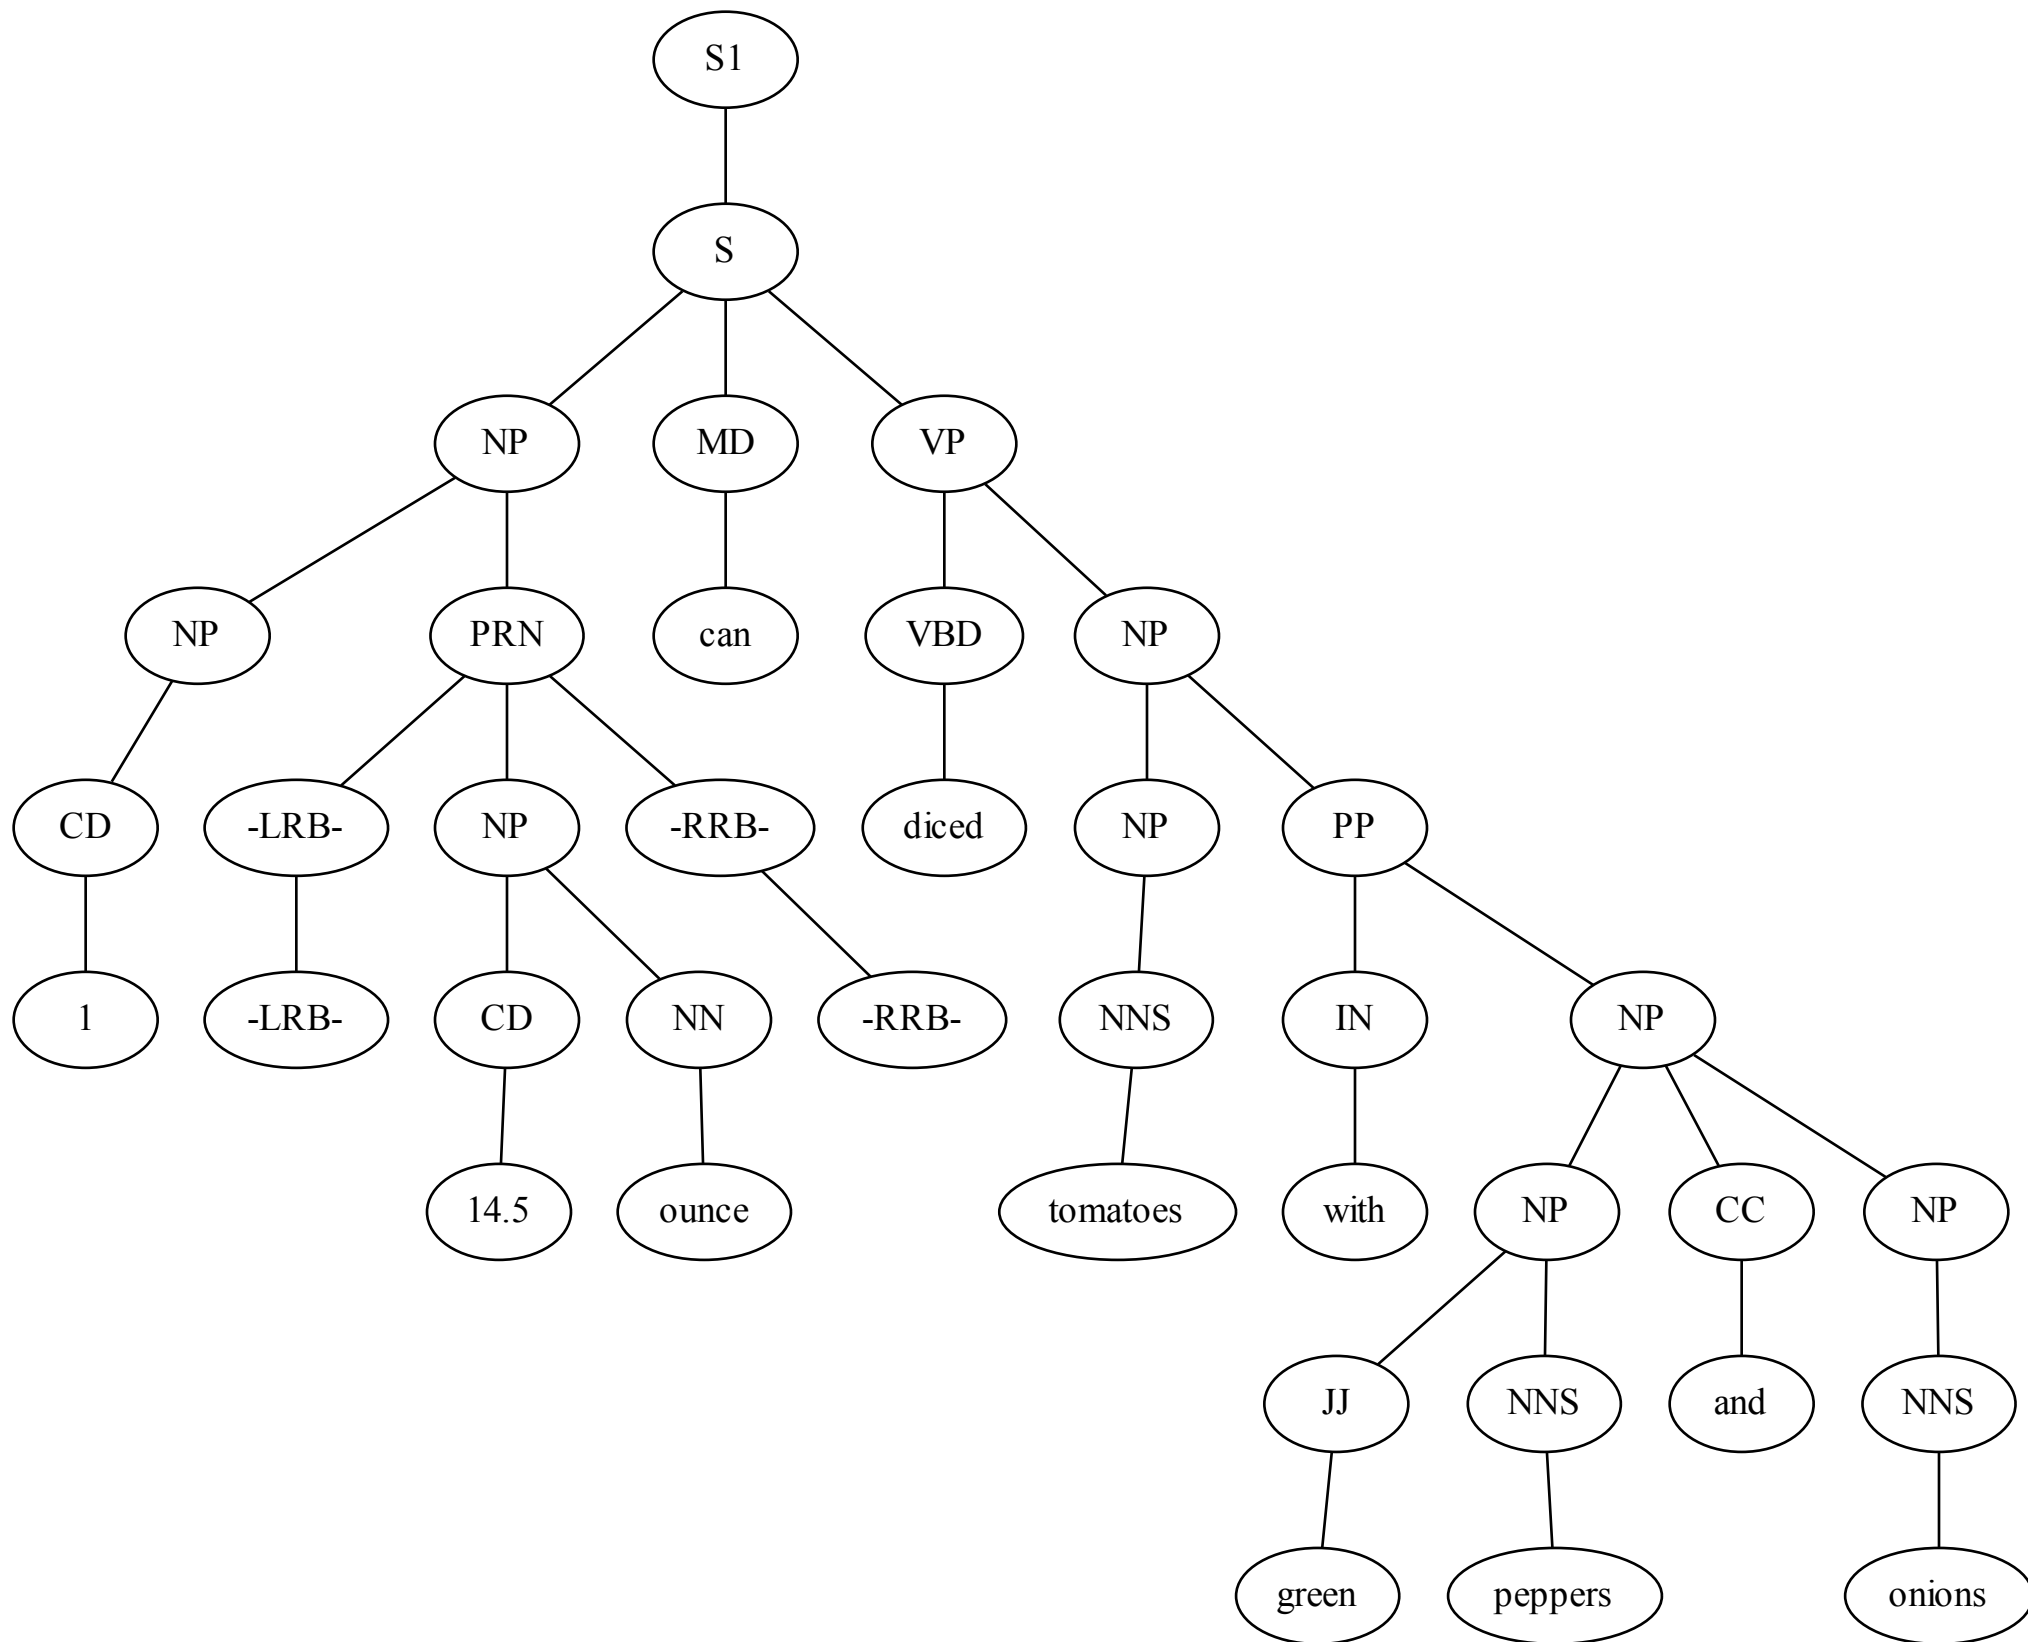 S1
S
NP MD VP
NP PRN can VBD NP
CD -LRB- NP -RRB- diced NP PP
1 -LRB- CD NN -RRB- NNS IN NP
14.5 ounce tomatoes with NP CC NP
JJ NNS and NNS
green peppers onions